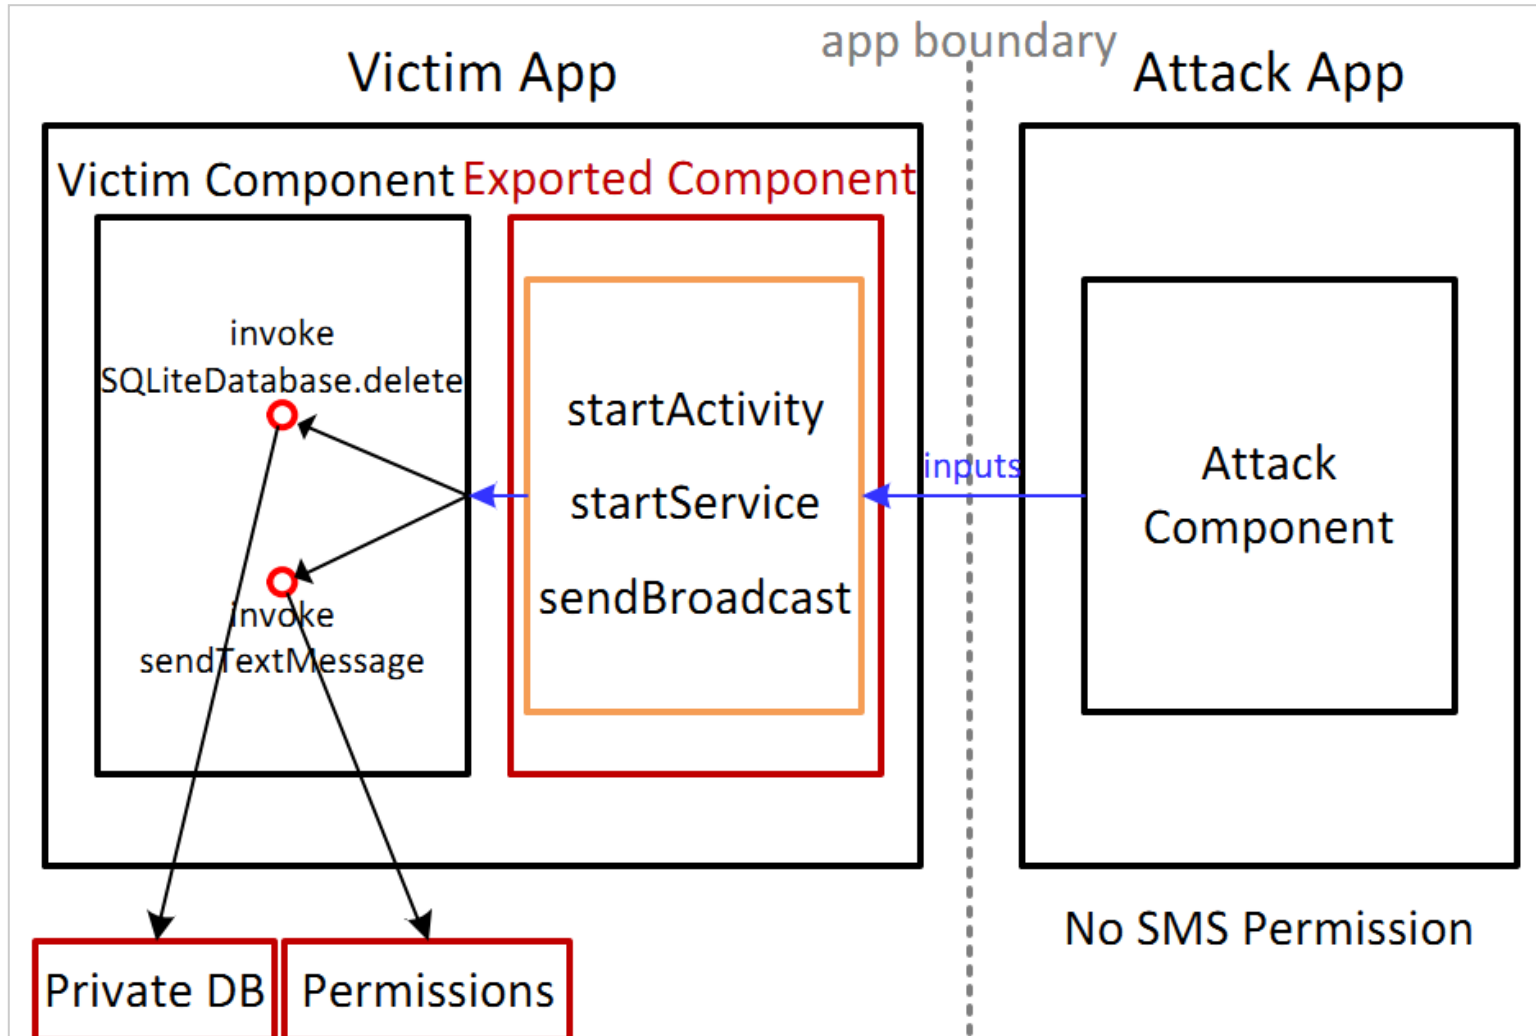 app boundary
Victim App
Attack App
Victim Component
Exported Component
invoke
SQLiteDatabase.delete
invoke
sendTextMessage
startActivity
startService
sendBroadcast
inputs
Attack
Component
No SMS Permission
Private DB
Permissions